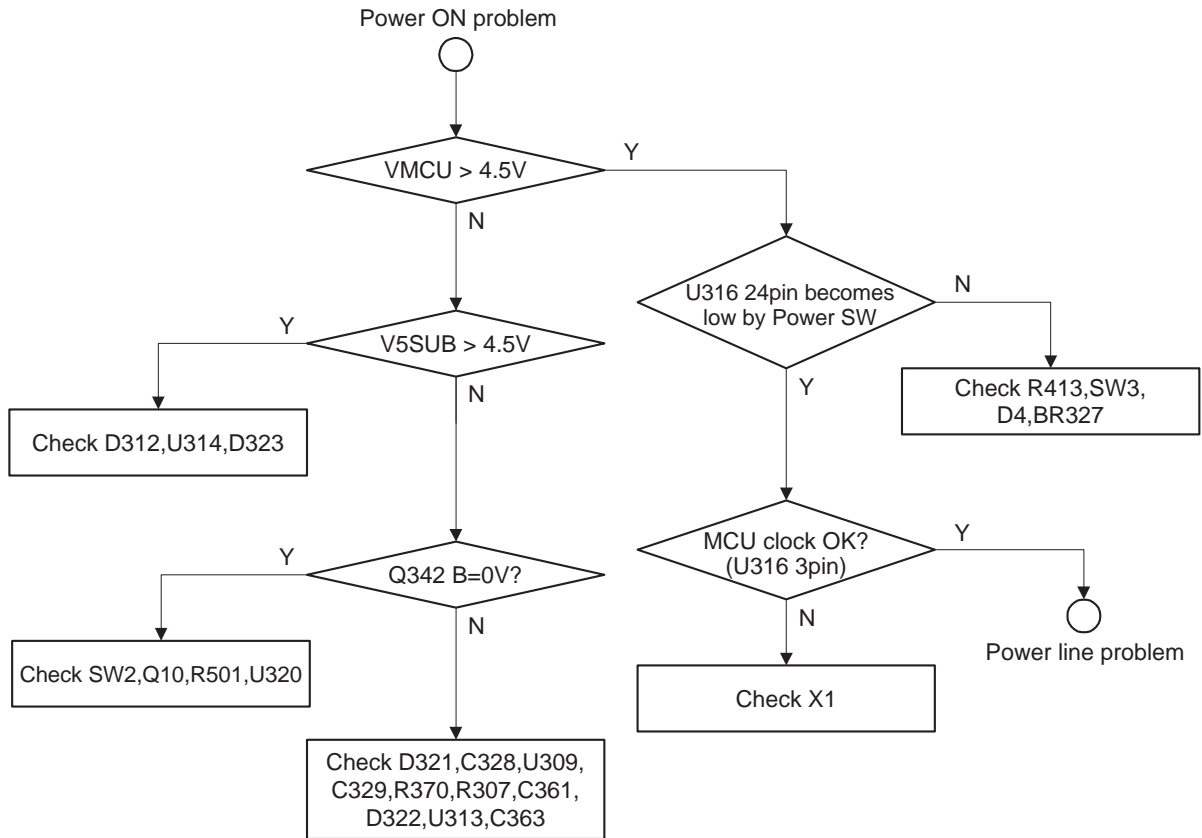 Power ON problem
VMCU > 4.5V
Y
N
U316 24pin becomes
low by Power SW
N
Y
V5SUB > 4.5V
Y
N
Check R413,SW3,
D4,BR327
Check D312,U314,D323
MCU clock OK?
(U316 3pin)
Y
N
Q342 B=0V?
Y
N
Power line problem
Check SW2,Q10,R501,U320
Check X1
Check D321,C328,U309,
C329,R370,R307,C361,
D322,U313,C363